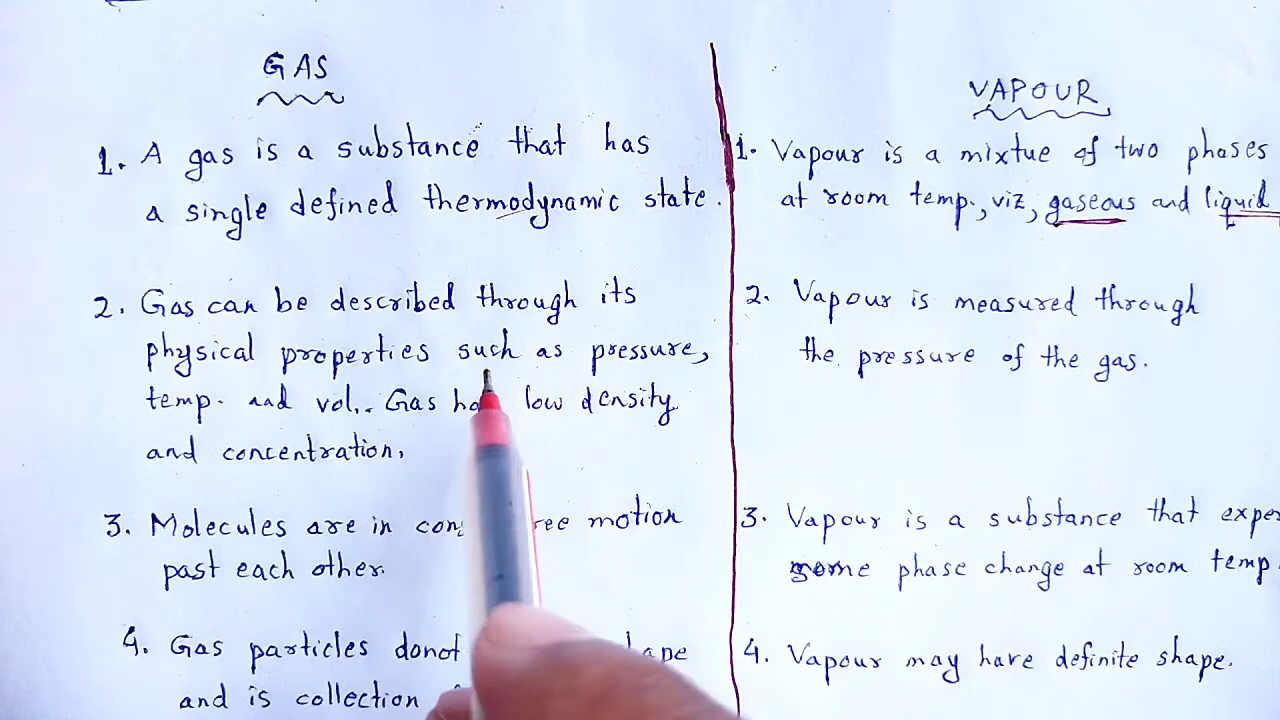 GAS
1. A gas is a substance that has
a single defined thermodynamic state.
2. Gas can be described through its
physical properties such as pressure,
temp. and vol.. Gas low density
and concentration.
3. Molecules are in motion
past each other.
4. Gas particles donot
and is collection
VAPOUR
1. Vapour is a mixtue of two phases
at room temp., viz, gaseous and liquid
2. Vapour is measured through
the pressure of the gas.
3. Vapour is a substance that
some phase change at room temp
4. Vapour may have definite shape.